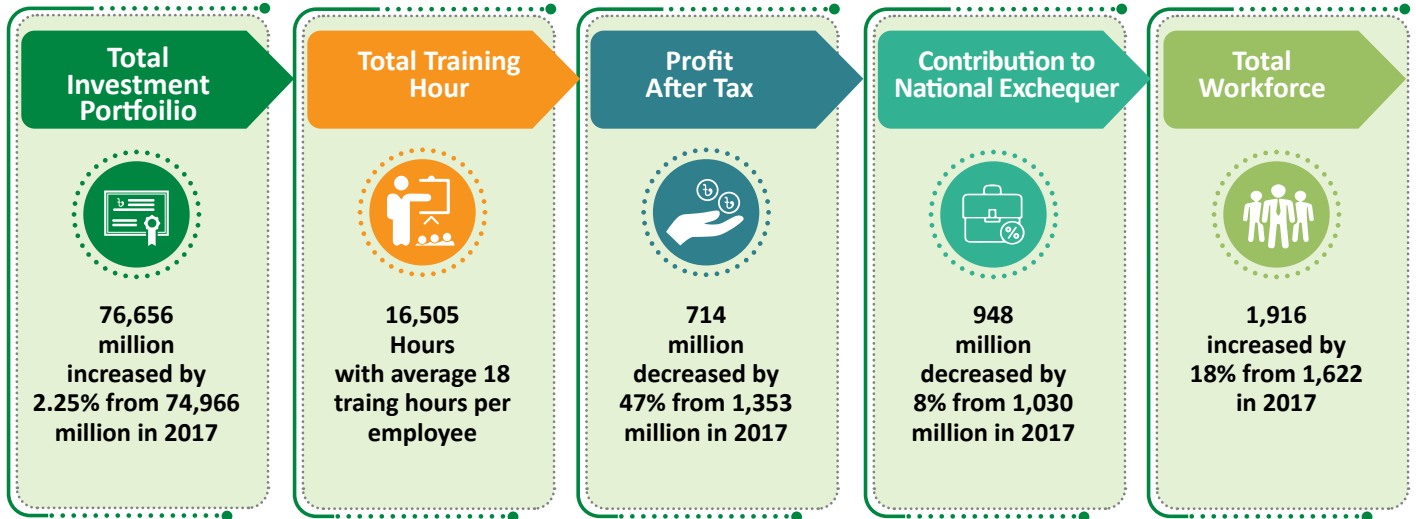 Total
Investment
Portfoilio
76,656
million
increased by
2.25% from 74,966
million in 2017
Total Training
Hour
16,505
Hours
with average 18
traing hours per
employee
Profit
After Tax
৳
৳
714
million
decreased by
47% from 1,353
million in 2017
Contribution to
National Exchequer
%
948
million
decreased by
8% from 1,030
million in 2017
Total
Workforce
1,916
increased by
18% from 1,622
in 2017